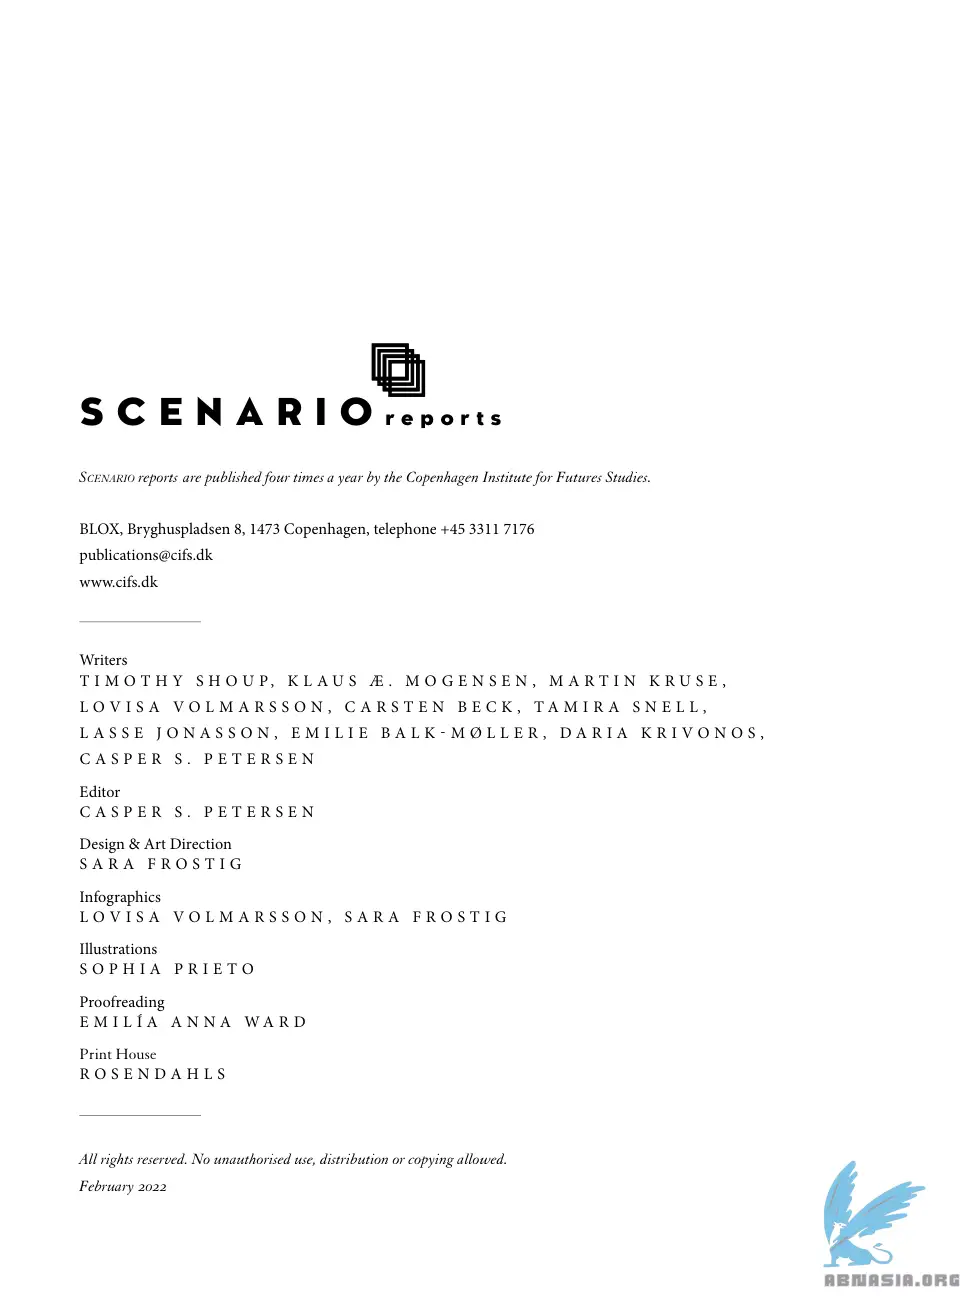 SCENARIO reports
SCENARIO reports are published four times a year by the Copenhagen Institute for Futures Studies.
BLOX, Bryghuspladsen 8, 1473 Copenhagen, telephone +45 3311 7176
publications@cifs.dk
www.cifs.dk
Writers
TIMOTHY SHOUP, KLAUS Æ. MOGENSEN, MARTIN KRUSE,
LOVISA VOLMARSSON, CARSTEN BECK, TAMIRA SNELL,
LASSE JONASSON, EMILIE BALK-MØLLER, DARIA KRIVONOS,
CASPER S. PETERSEN
Editor
CASPER S. PETERSEN
Design & Art Direction
SARA FROSTIG
Infographics
LOVISA VOLMARSSON, SARA FROSTIG
Illustrations
SOPHIA PRIETO
Proofreading
EMILÍA ANNA WARD
Print House
ROSENDAHLS
All rights reserved. No unauthorised use, distribution or copying allowed.
February 2022
ABNASIA.ORG